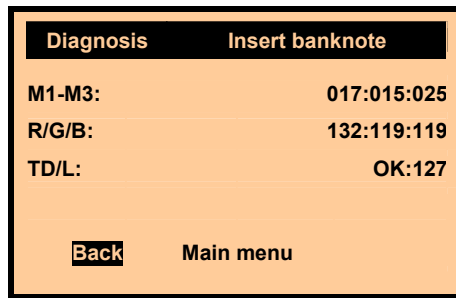 Diagnosis Insert banknote
M1-M3: 017:015:025
R/G/B: 132:119:119
TD/L: OK:127
Back Main menu